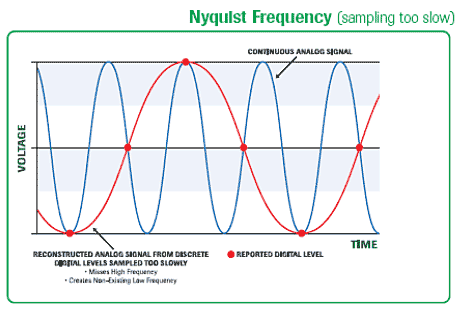 Nyquist Frequency (sampling too slow)
CONTINUOUS ANALOG SIGNAL
VOLTAGE
TIME
RECONSTRUCTED ANALOG SIGNAL FROM DISCRETE
DIGITAL LEVELS SAMPLED TOO SLOWLY
• Misses High Frequency
• Creates Non-Existing Low Frequency
REPORTED DIGITAL LEVEL